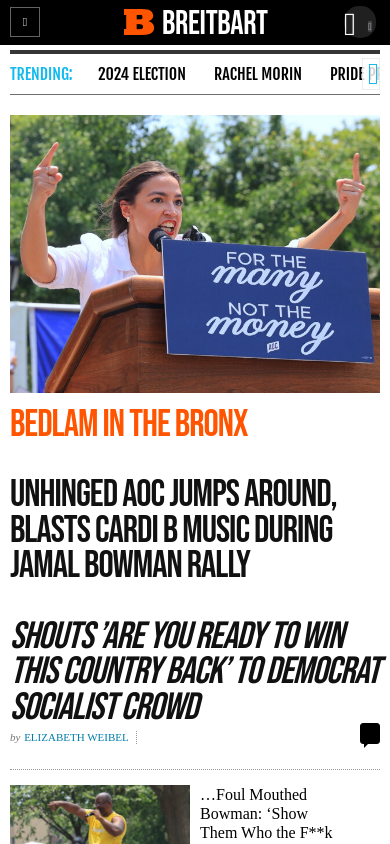 BREITBART
TRENDING: 2024 ELECTION RACHEL MORIN PRIDE
FOR THE
many
NOT THE
money
AOC
BEDLAM IN THE BRONX
UNHINGED AOC JUMPS AROUND,
BLASTS CARDI B MUSIC DURING
JAMAL BOWMAN RALLY
SHOUTS ’ARE YOU READY TO WIN
THIS COUNTRY BACK’ TO DEMOCRAT
SOCIALIST CROWD
by ELIZABETH WEIBEL
…Foul Mouthed
Bowman: ‘Show
Them Who the F**k